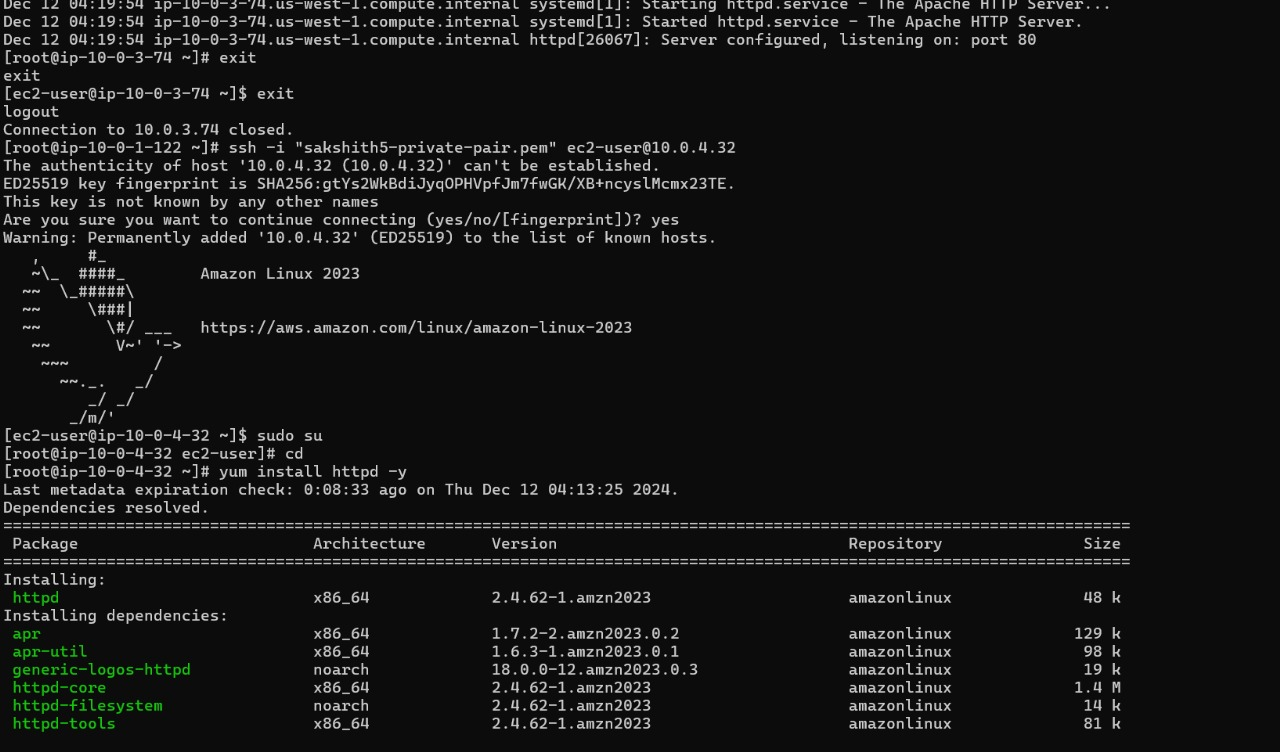 Dec 12 04:19:54 ip-10-0-3-74.us-west-1.compute.internal systemd[1]: Starting httpd.service - The Apache HTTP Server...
Dec 12 04:19:54 ip-10-0-3-74.us-west-1.compute.internal systemd[1]: Started httpd.service - The Apache HTTP Server.
Dec 12 04:19:54 ip-10-0-3-74.us-west-1.compute.internal httpd[26067]: Server configured, listening on: port 80
[root@ip-10-0-3-74 ~]# exit
exit
[ec2-user@ip-10-0-3-74 ~]$ exit
logout
Connection to 10.0.3.74 closed.
[root@ip-10-0-1-122 ~]# ssh -i "sakshith5-private-pair.pem" ec2-user@10.0.4.32
The authenticity of host '10.0.4.32 (10.0.4.32)' can't be established.
ED25519 key fingerprint is SHA256:gtYs2WkBdiJyqOPHVpfJm7fwGK/XB+ncyslMcmx23TE.
This key is not known by any other names
Are you sure you want to continue connecting (yes/no/[fingerprint])? yes
Warning: Permanently added '10.0.4.32' (ED25519) to the list of known hosts.
   ,     #_
   ~\_  ####_        Amazon Linux 2023
  ~~  \_#####\
  ~~     \###|
  ~~       \#/ ___   https://aws.amazon.com/linux/amazon-linux-2023
   ~~       V~' '->
    ~~~         /
      ~~._.   _/
         _/ _/
       _/m/'
[ec2-user@ip-10-0-4-32 ~]$ sudo su
[root@ip-10-0-4-32 ec2-user]# cd
[root@ip-10-0-4-32 ~]# yum install httpd -y
Last metadata expiration check: 0:08:33 ago on Thu Dec 12 04:13:25 2024.
Dependencies resolved.
========================================================================================================================
 Package                         Architecture       Version                               Repository               Size
========================================================================================================================
Installing:
 httpd                           x86_64             2.4.62-1.amzn2023                     amazonlinux              48 k
Installing dependencies:
 apr                             x86_64             1.7.2-2.amzn2023.0.2                  amazonlinux             129 k
 apr-util                        x86_64             1.6.3-1.amzn2023.0.1                  amazonlinux              98 k
 generic-logos-httpd             noarch             18.0.0-12.amzn2023.0.3                amazonlinux              19 k
 httpd-core                      x86_64             2.4.62-1.amzn2023                     amazonlinux             1.4 M
 httpd-filesystem                noarch             2.4.62-1.amzn2023                     amazonlinux              14 k
 httpd-tools                     x86_64             2.4.62-1.amzn2023                     amazonlinux              81 k